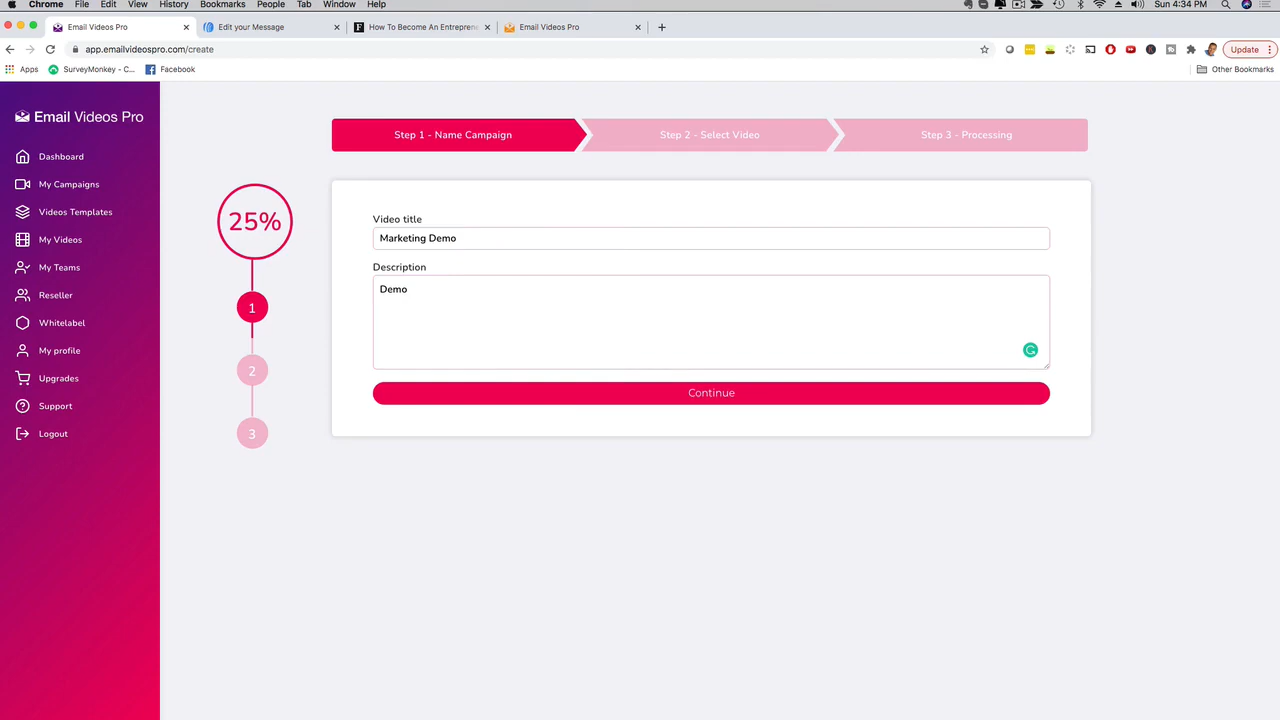 Chrome File Edit View History Bookmarks People Tab Window Help Sun 4:34 PM
Email Videos Pro Edit your Message How To Become An Entreprene Email Videos Pro
app.emailvideospro.com/create Update
Apps SurveyMonkey - C... Facebook Other Bookmarks
Email Videos Pro
Dashboard
My Campaigns
Videos Templates
My Videos
My Teams
Reseller
Whitelabel
My profile
Upgrades
Support
Logout
Step 1 - Name Campaign Step 2 - Select Video Step 3 - Processing
25%
1
2
3
Video title
Marketing Demo
Description
Demo
Continue